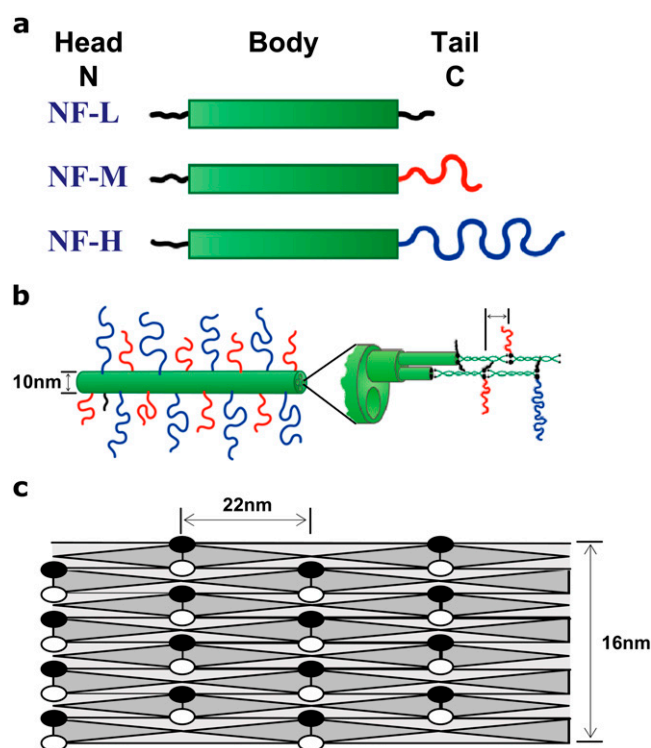 a
Head Body Tail
N C
NF-L
NF-M
NF-H
b
10nm
c
22nm
16nm